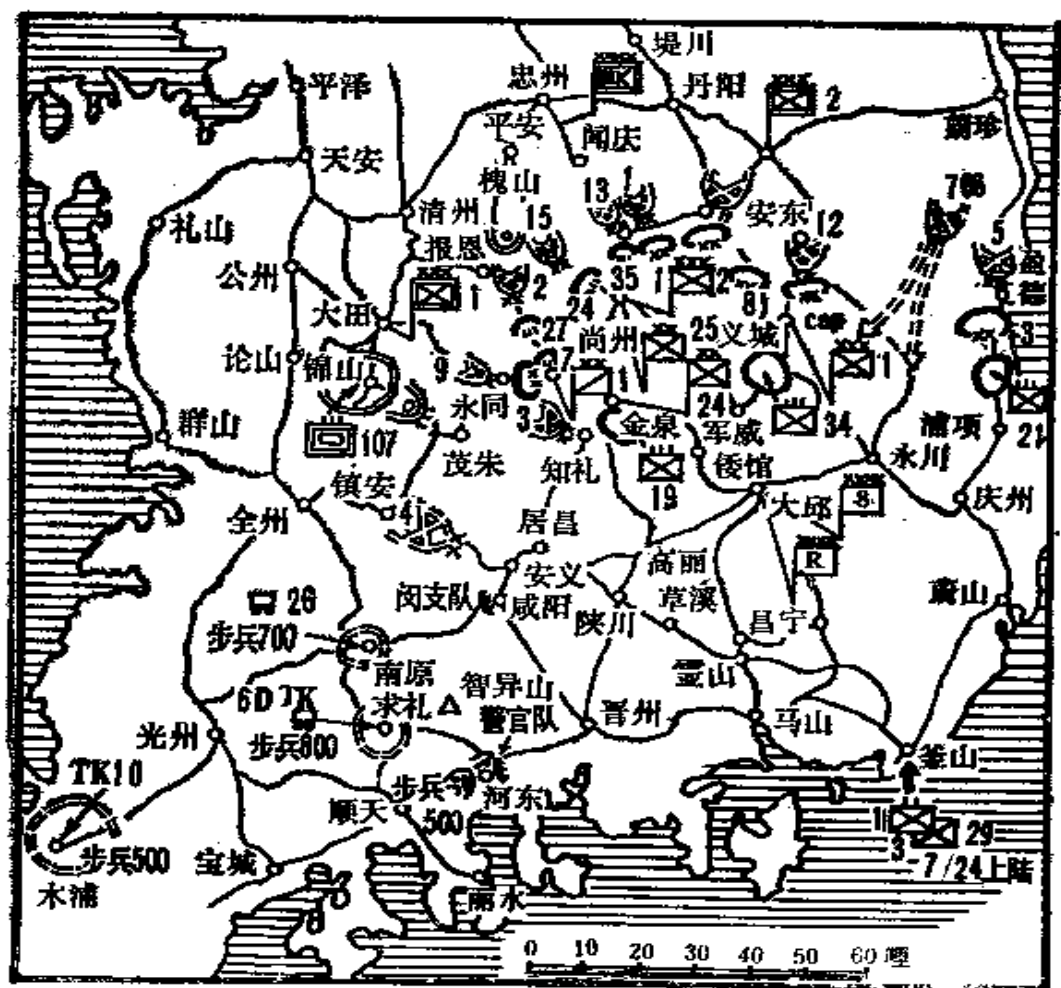 堤川
平泽
忠州
丹阳
2
平安
闻庆
天安
槐山
766
13
1
礼山
清州
15
安东
12
5
报恩
盈德
公州
35
1
2
1
2
8
大田
24
cap
27
尚州
25
义城
3
论山
锦山
9
7
1
1
永同
3
24
34
21
群山
107
金泉
军威
浦项
茂朱
知礼
倭馆
永川
19
镇安
全州
4
居昌
大邱
8
庆州
安义
高丽
R
闵支队
咸阳
陕川
草溪
蔚山
26
昌宁
步兵700
南原
灵山
智异山
6D TK
求礼
警官队
晋州
马山
光州
步兵800
釜山
TK10
步兵
河东
顺天
500
1
29
3
步兵500
宝城
7/24上陆
木浦
丽水
0 10 20 30 40 50 60 哩